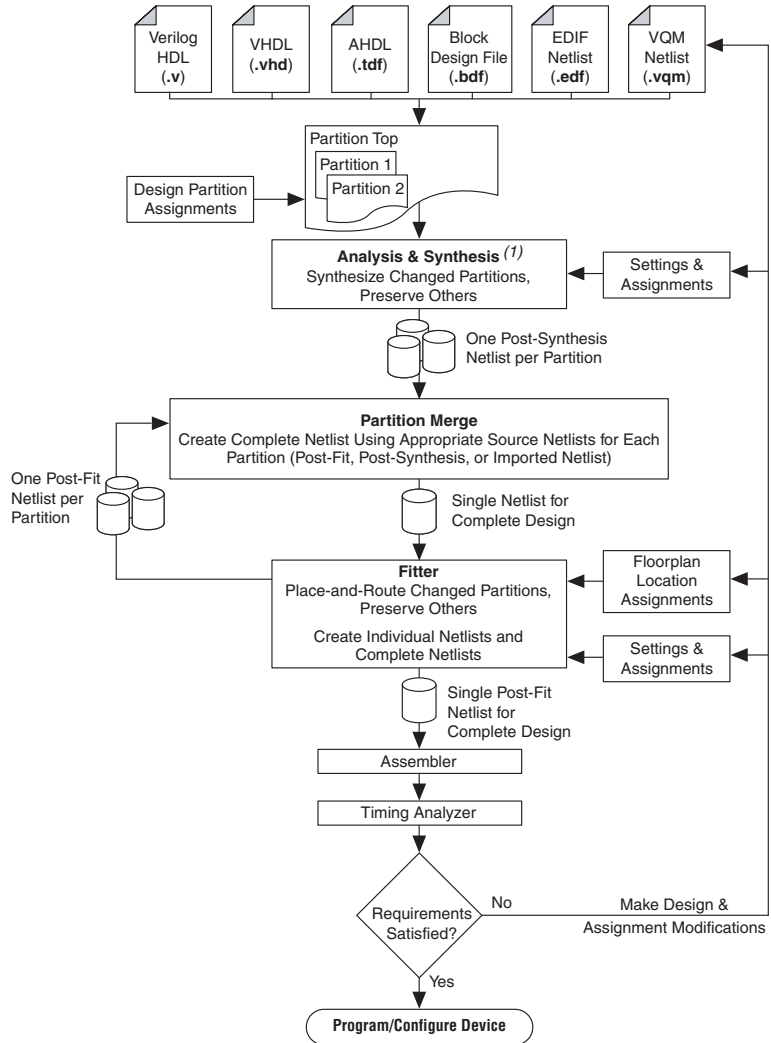 Verilog
HDL
(.v)
VHDL
(.vhd)
AHDL
(.tdf)
Block
Design File
(.bdf)
EDIF
Netlist
(.edf)
VQM
Netlist
(.vqm)
Partition Top
Partition 1
Partition 2
Design Partition
Assignments
Analysis & Synthesis (1)
Synthesize Changed Partitions,
Preserve Others
Settings &
Assignments
One Post-Synthesis
Netlist per Partition
Partition Merge
Create Complete Netlist Using Appropriate Source Netlists for Each
Partition (Post-Fit, Post-Synthesis, or Imported Netlist)
One Post-Fit
Netlist per
Partition
Single Netlist for
Complete Design
Fitter
Place-and-Route Changed Partitions,
Preserve Others
Create Individual Netlists and
Complete Netlists
Floorplan
Location
Assignments
Settings &
Assignments
Single Post-Fit
Netlist for
Complete Design
Assembler
Timing Analyzer
Requirements
Satisfied?
No
Make Design &
Assignment Modifications
Yes
Program/Configure Device